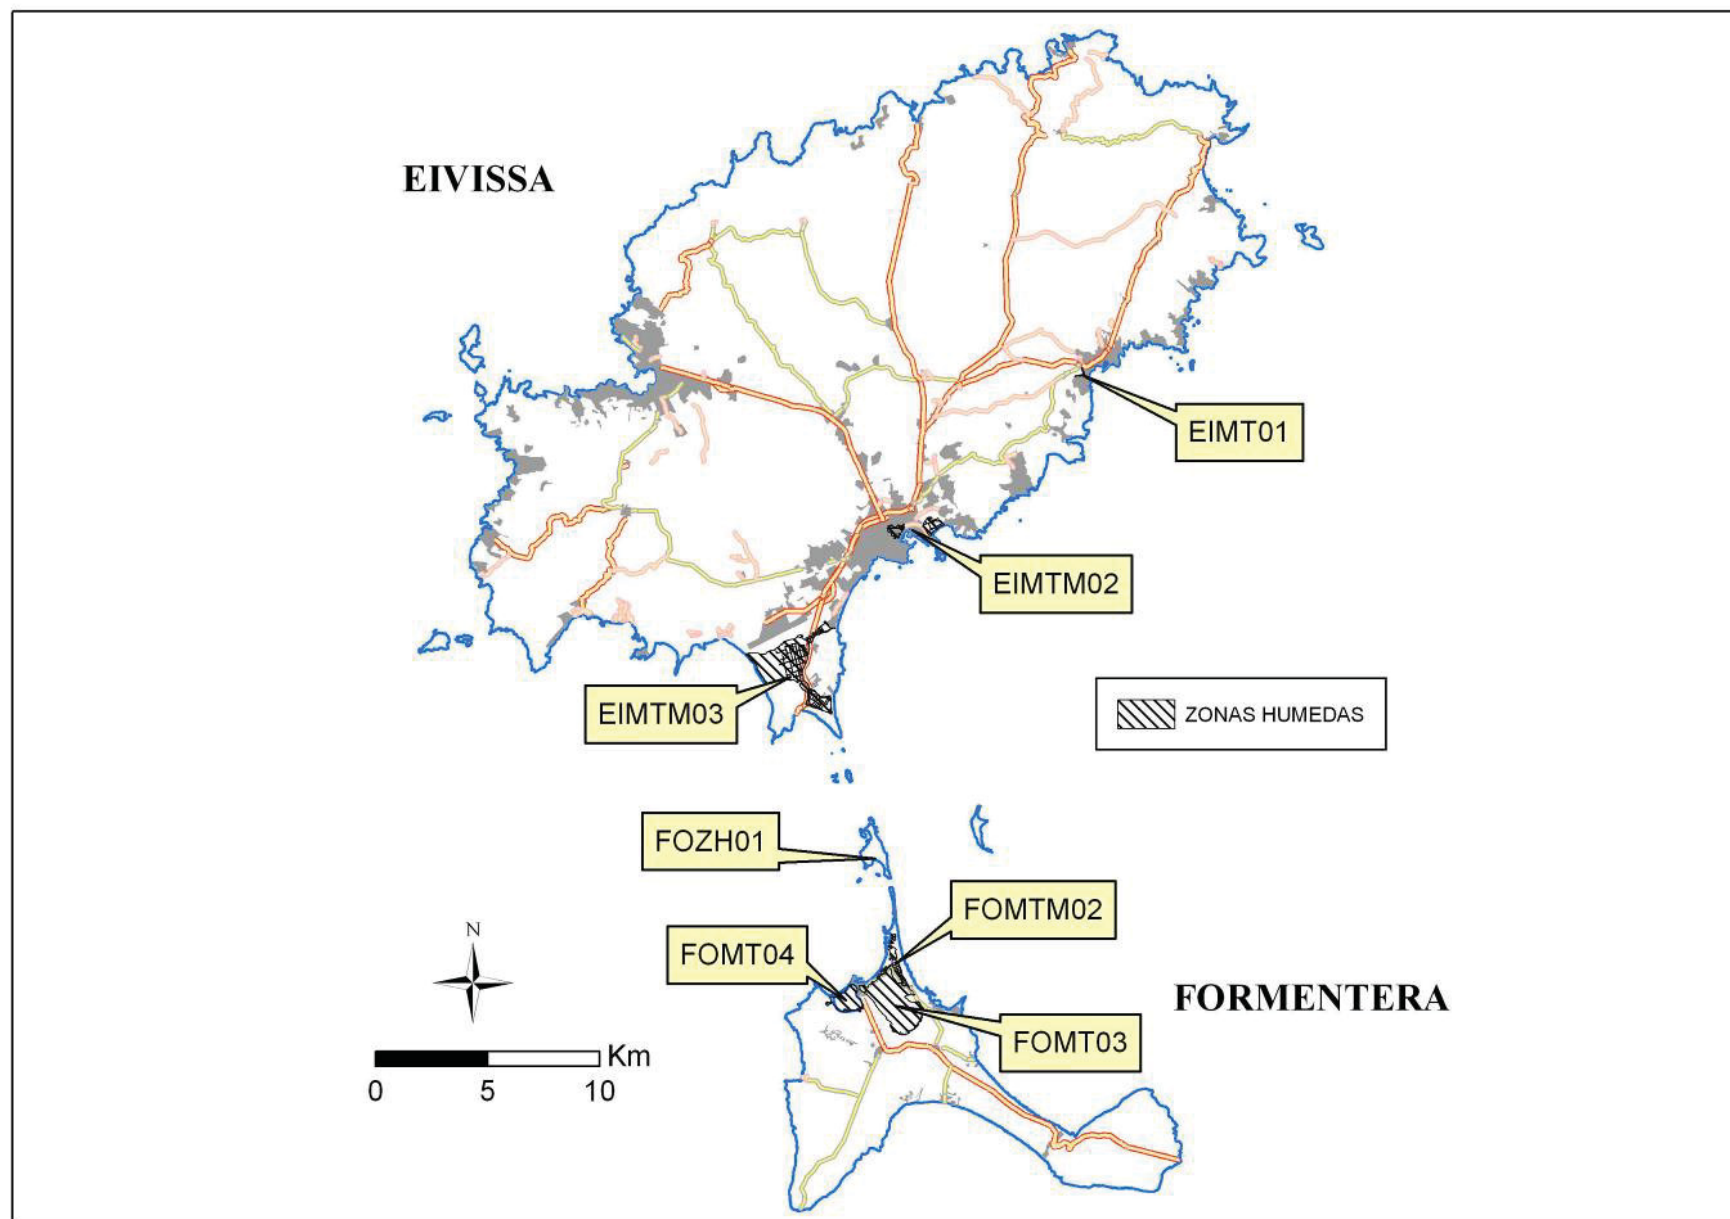 EIVISSA
EIMT01
EIMTM02
EIMTM03
ZONAS HUMEDAS
FOZH01
FOMTM02
FOMT04
N
FORMENTERA
FOMT03
Km
0 5 10